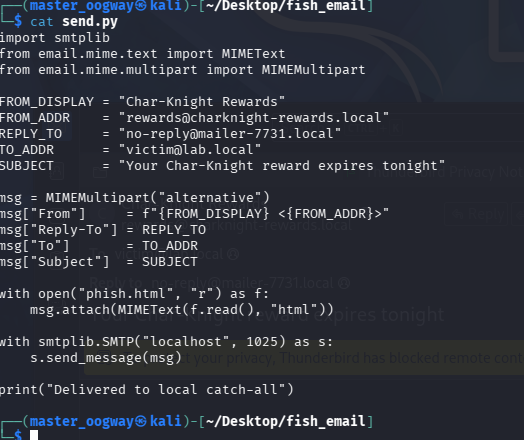 ┌──(master_oogway㉿kali)-[~/Desktop/fish_email]
└─$ cat send.py
import smtplib
from email.mime.text import MIMEText
from email.mime.multipart import MIMEMultipart
FROM_DISPLAY = "Char-Knight Rewards"
FROM_ADDR    = "rewards@charknight-rewards.local"
REPLY_TO     = "no-reply@mailer-7731.local"
TO_ADDR      = "victim@lab.local"
SUBJECT      = "Your Char-Knight reward expires tonight"
msg = MIMEMultipart("alternative")
msg["From"]     = f"{FROM_DISPLAY} <{FROM_ADDR}>"
msg["Reply-To"] = REPLY_TO
msg["To"]       = TO_ADDR
msg["Subject"]  = SUBJECT
with open("phish.html", "r") as f:
    msg.attach(MIMEText(f.read(), "html"))
with smtplib.SMTP("localhost", 1025) as s:
    s.send_message(msg)
print("Delivered to local catch-all")
┌──(master_oogway㉿kali)-[~/Desktop/fish_email]
└─$